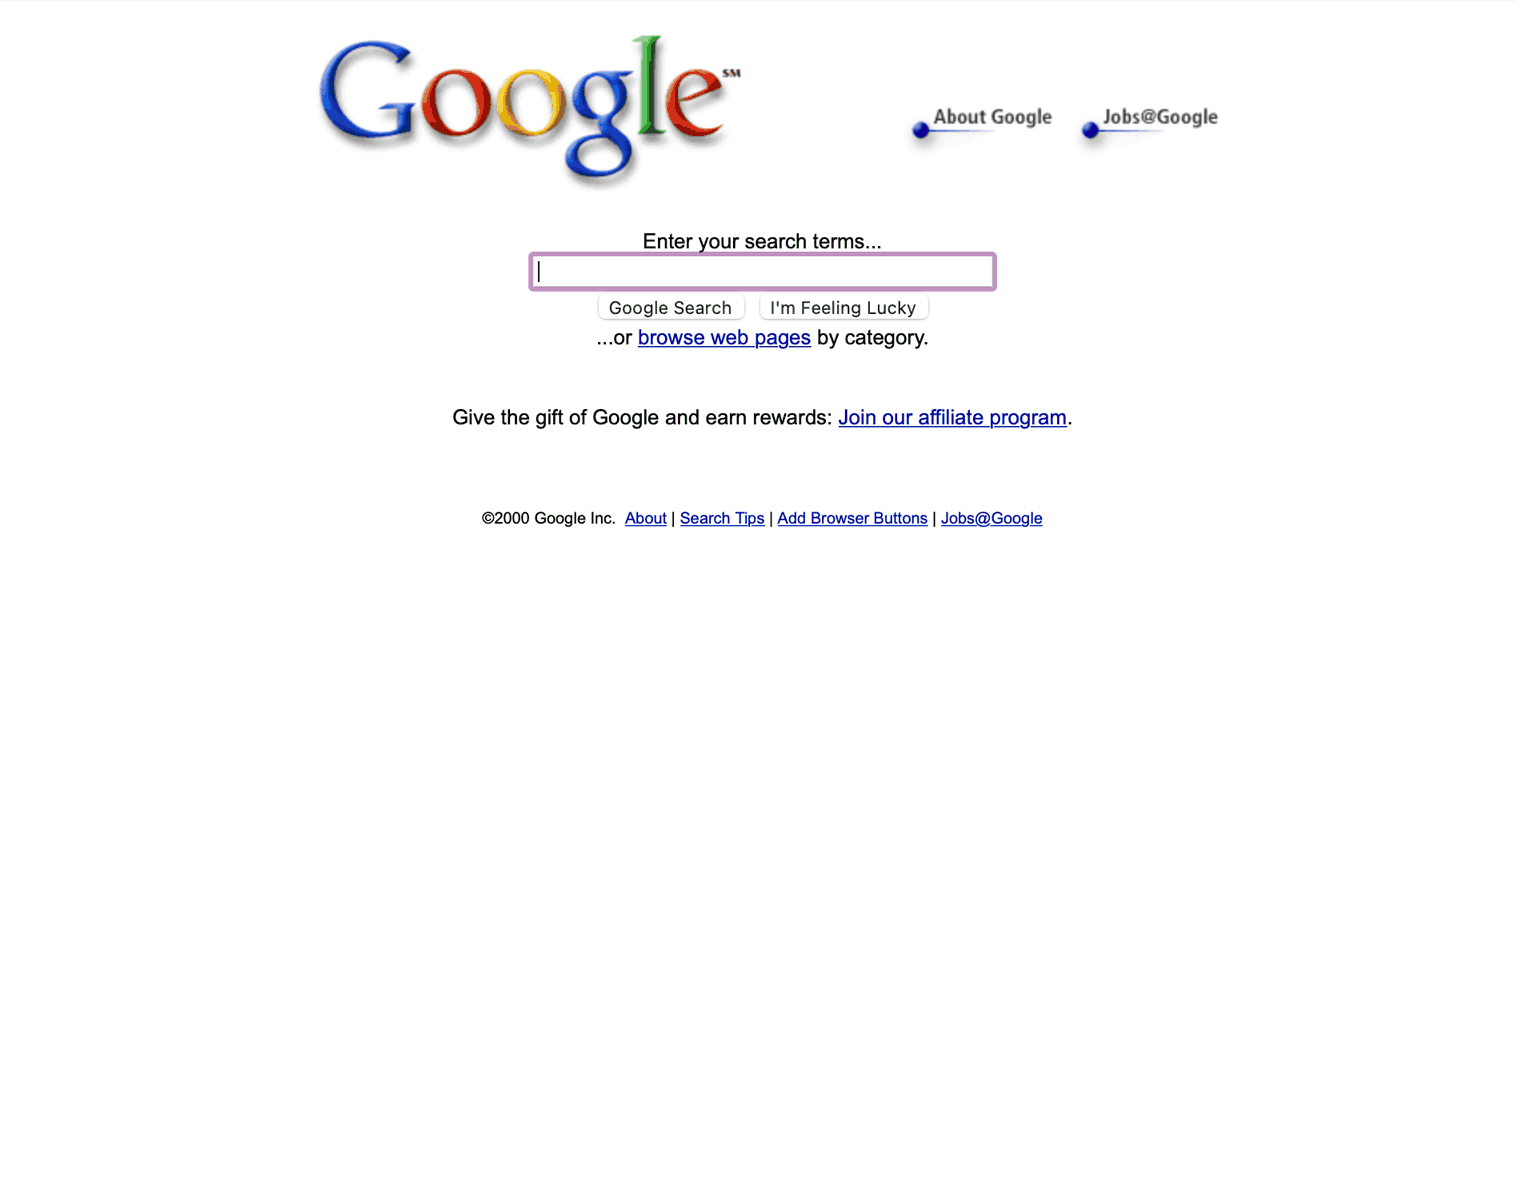 Google℠
About Google Jobs@Google
Enter your search terms...
Google Search I'm Feeling Lucky
...or browse web pages by category.
Give the gift of Google and earn rewards: Join our affiliate program.
©2000 Google Inc. About | Search Tips | Add Browser Buttons | Jobs@Google